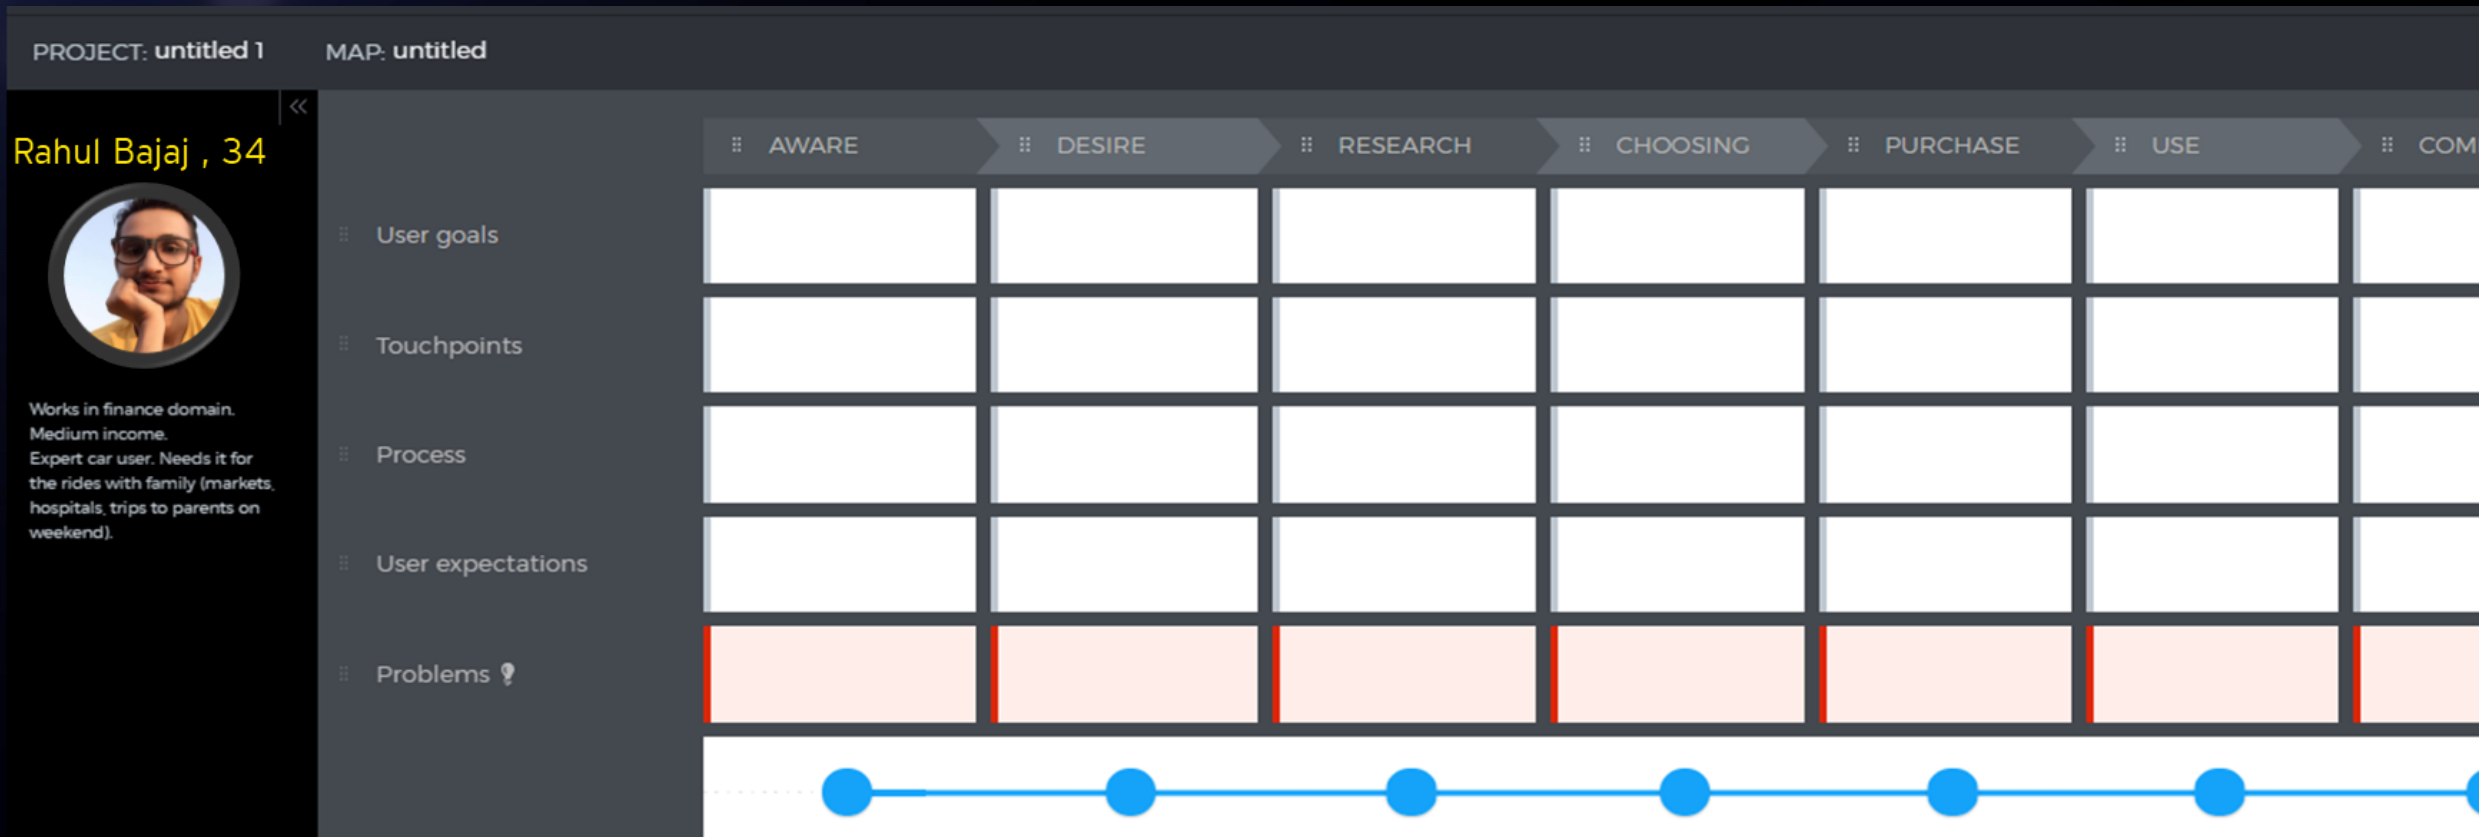 PROJECT: untitled 1 MAP: untitled
Rahul Bajaj , 34
Works in finance domain.
Medium income.
Expert car user. Needs it for
the rides with family (markets,
hospitals, trips to parents on
weekend).
AWARE DESIRE RESEARCH CHOOSING PURCHASE USE COM
User goals
Touchpoints
Process
User expectations
Problems